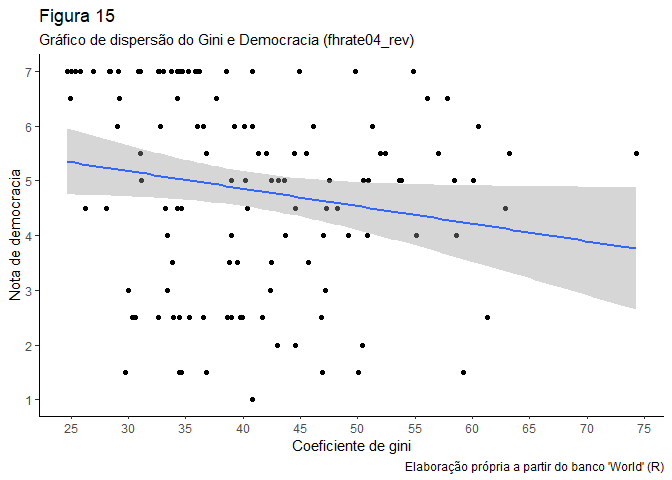 Figura 15
Gráfico de dispersão do Gini e Democracia (fhrate04_rev)
Nota de democracia
7
6
5
4
3
2
1
25 30 35 40 45 50 55 60 65 70 75
Coeficiente de gini
Elaboração própria a partir do banco 'World' (R)